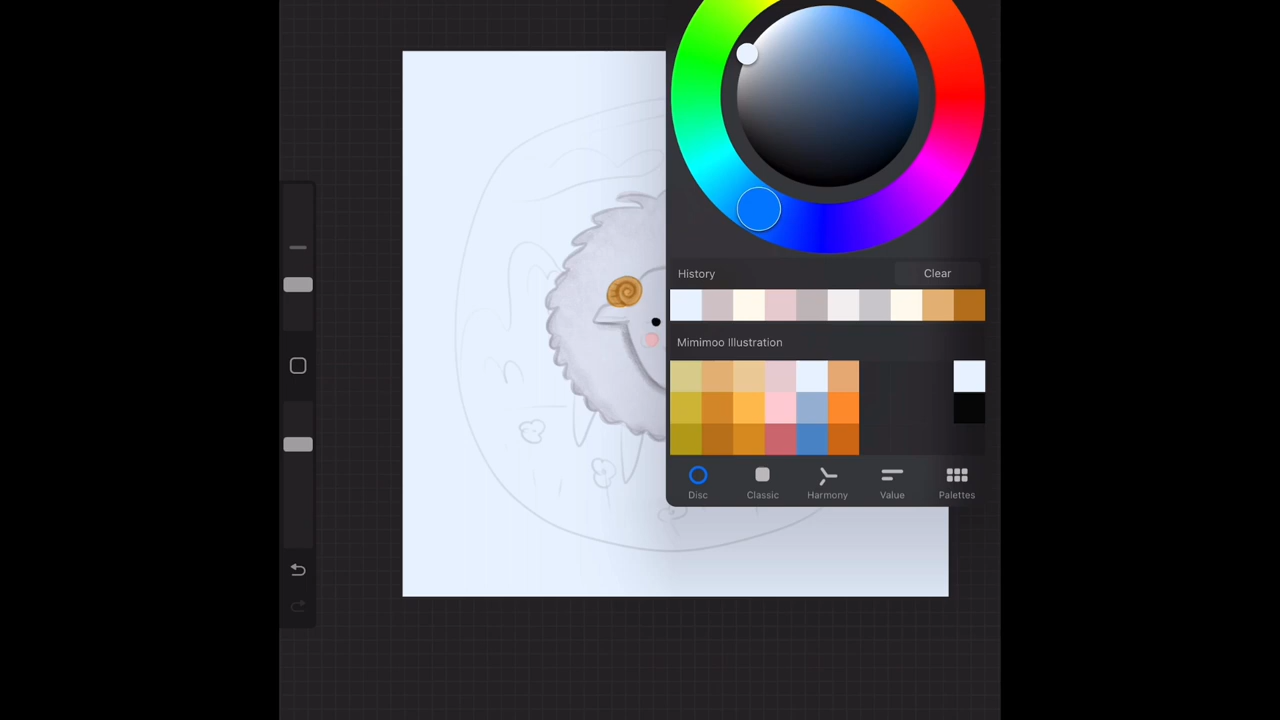 History Clear
Mimimoo Illustration
Disc Classic Harmony Value Palettes